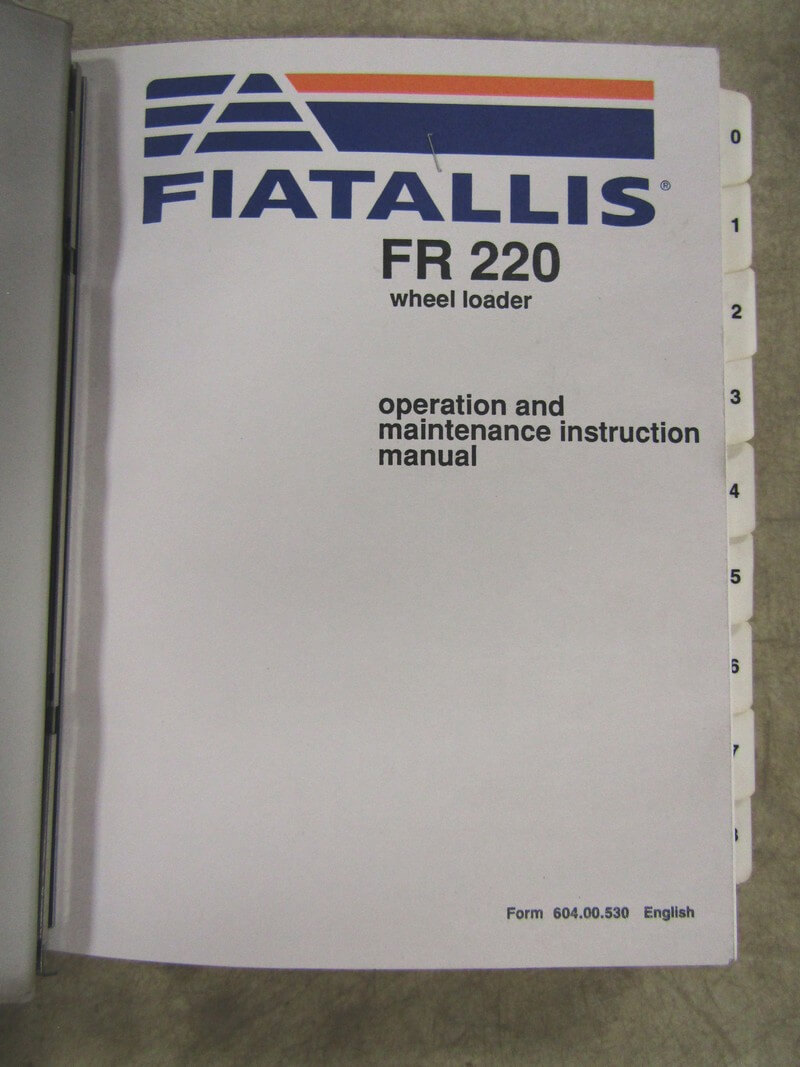 FIATALLIS®
FR 220
wheel loader
operation and
maintenance instruction
manual
Form 604.00.530 English
0
1
2
3
4
5
6
7